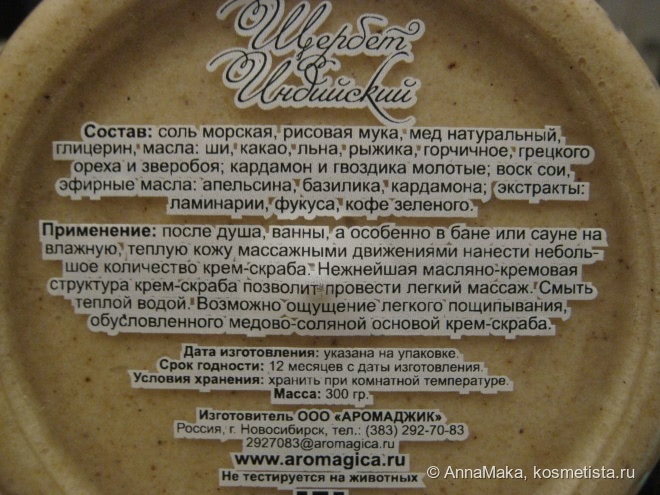 Щербет
Индийский
Состав: соль морская, рисовая мука, мед натуральный,
глицерин, масла: ши, какао, льна, рыжика, горчичное, грецкого
ореха и зверобоя; кардамон и гвоздика молотые; воск сои,
эфирные масла: апельсина, базилика, кардамона; экстракты:
ламинарии, фукуса, кофе зеленого.
Применение: после душа, ванны, а особенно в бане или сауне на
влажную, теплую кожу массажными движениями нанести неболь-
шое количество крем-скраба. Нежнейшая масляно-кремовая
структура крем-скраба позволит провести легкий массаж. Смыть
теплой водой. Возможно ощущение легкого пощипывания,
обусловленного медово-соляной основой крем-скраба.
Дата изготовления: указана на упаковке.
Срок годности: 12 месяцев с даты изготовления.
Условия хранения: хранить при комнатной температуре.
Масса: 300 гр.
Изготовитель ООО «АРОМАДЖИК»
Россия, г. Новосибирск, тел.: (383) 292-70-83
2927083@aromagica.ru
www.aromagica.ru
Не тестируется на животных
© AnnaMaka, kosmetista.ru